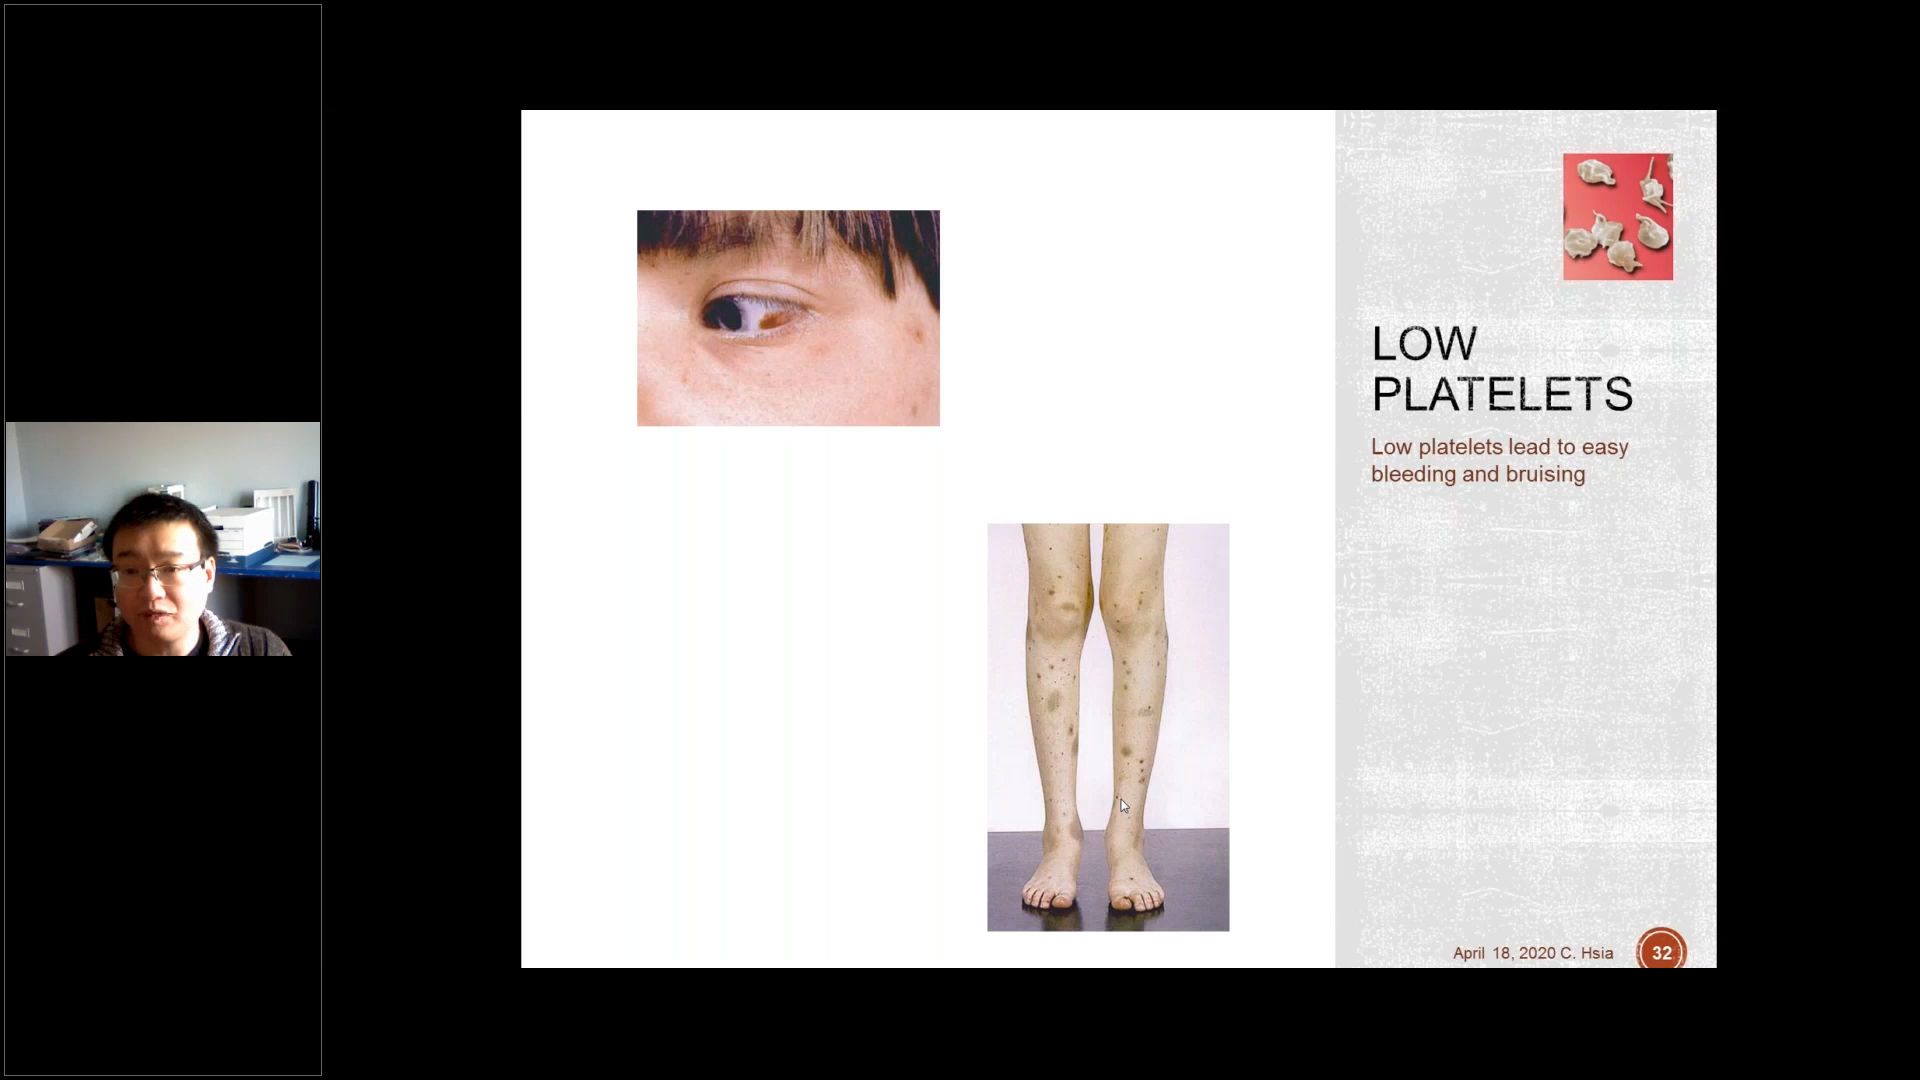 LOW
PLATELETS
Low platelets lead to easy
bleeding and bruising
April 18, 2020 C. Hsia
32